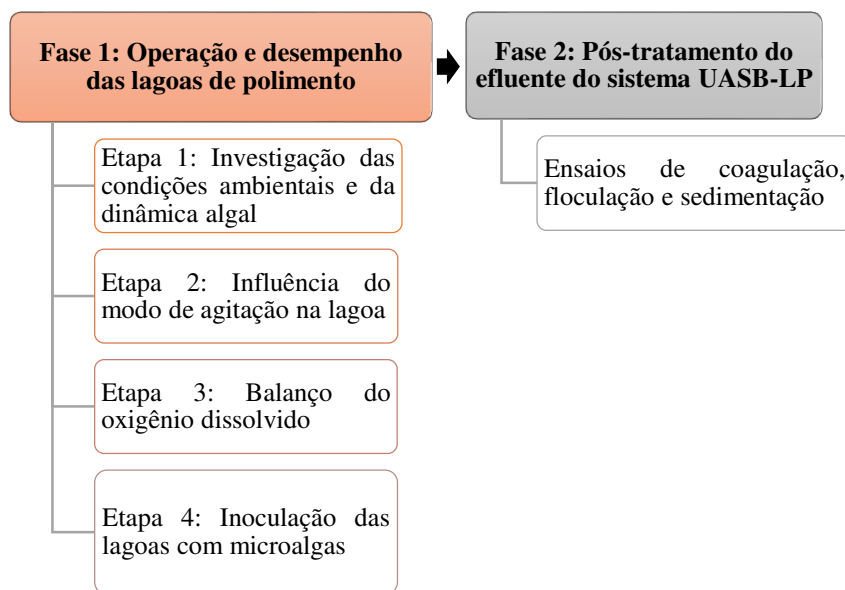 Fase 1: Operação e desempenho
das lagoas de polimento
Fase 2: Pós-tratamento do
efluente do sistema UASB-LP
Etapa 1: Investigação das
condições ambientais e da
dinâmica algal
Etapa 2: Influência do
modo de agitação na lagoa
Etapa 3: Balanço do
oxigênio dissolvido
Etapa 4: Inoculação das
lagoas com microalgas
Ensaios de coagulação,
floculação e sedimentação